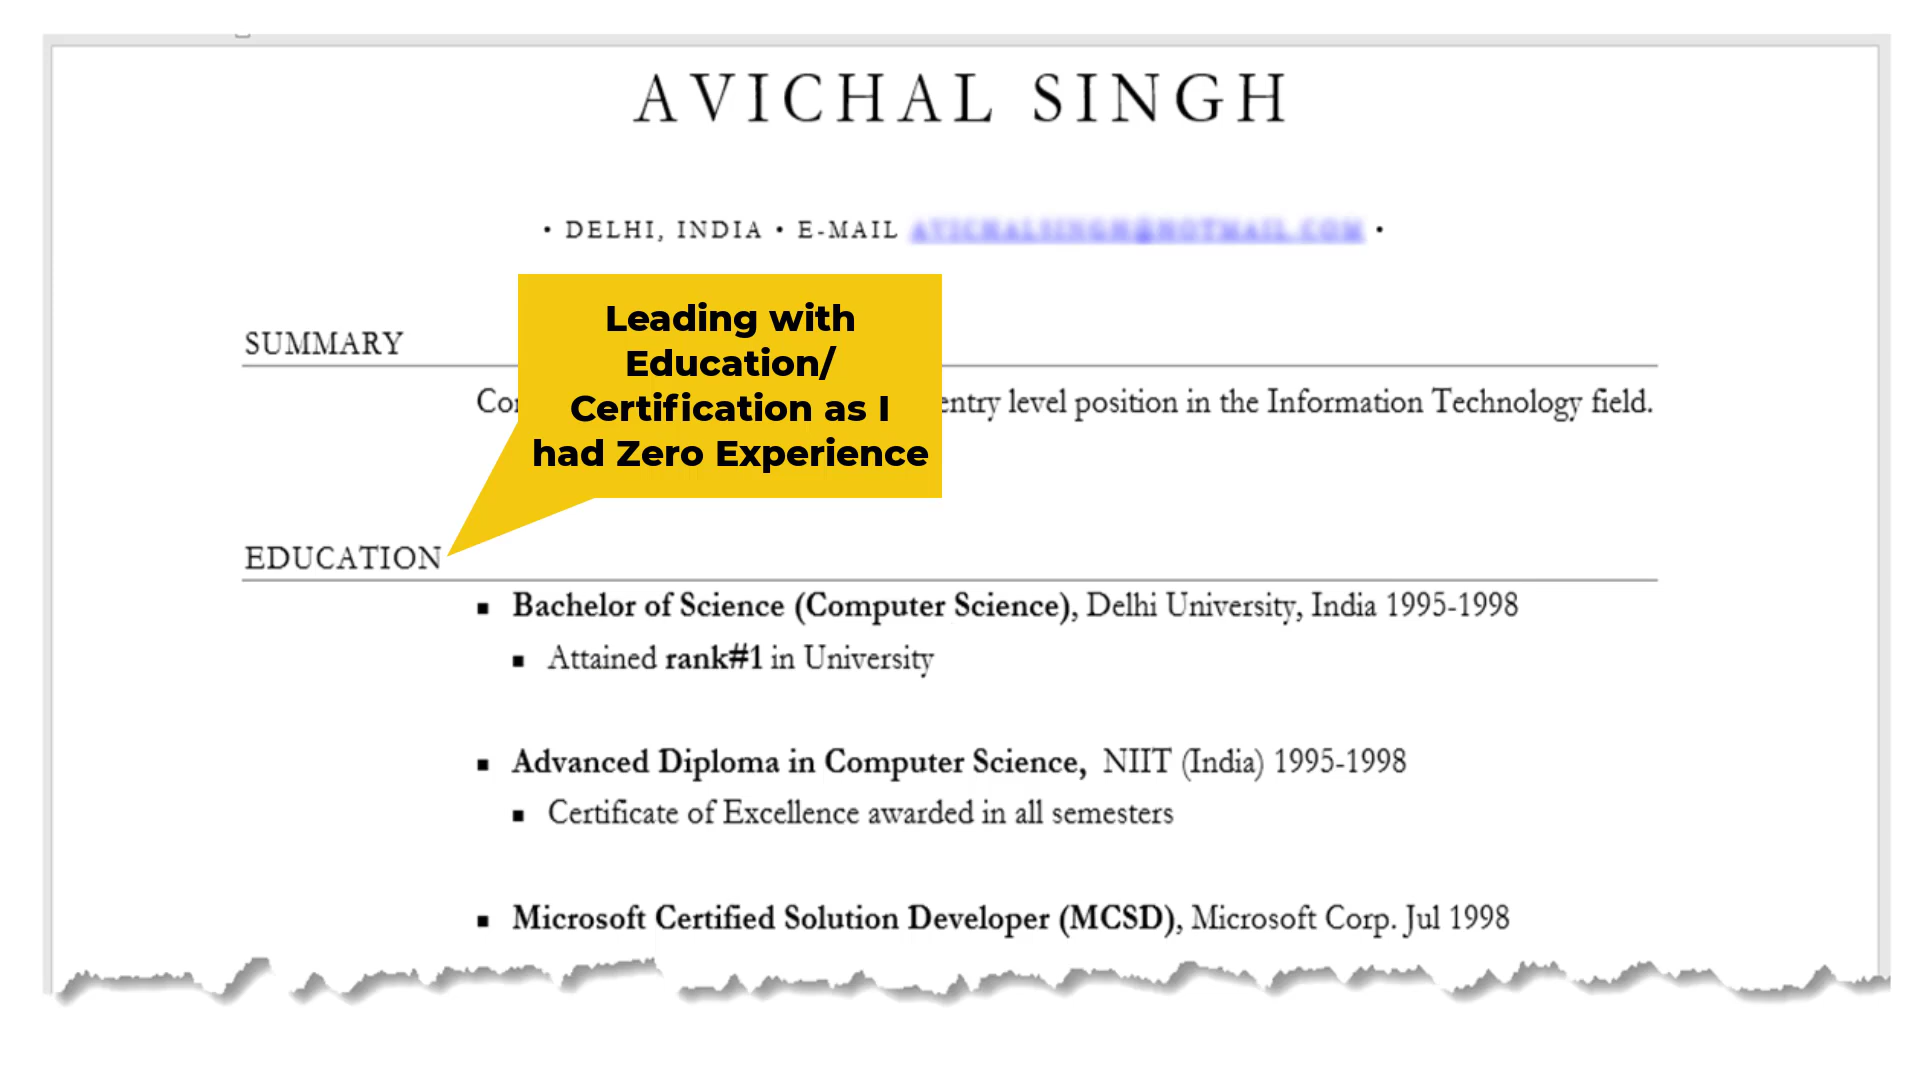 AVICHAL SINGH
• DELHI, INDIA • E-MAIL •
Leading with
Education/
Certification as I
had Zero Experience
SUMMARY
entry level position in the Information Technology field.
EDUCATION
▪ Bachelor of Science (Computer Science), Delhi University, India 1995-1998
▪ Attained rank#1 in University
▪ Advanced Diploma in Computer Science, NIIT (India) 1995-1998
▪ Certificate of Excellence awarded in all semesters
▪ Microsoft Certified Solution Developer (MCSD), Microsoft Corp. Jul 1998